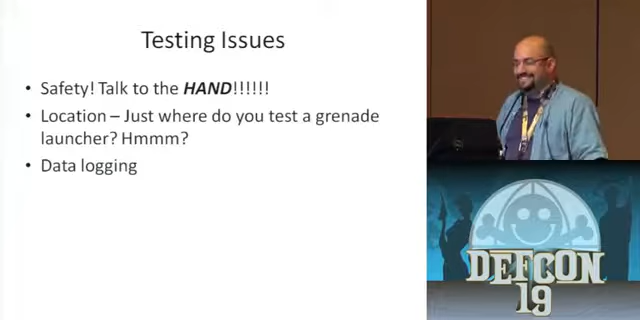 Testing Issues
• Safety! Talk to the HAND!!!!!!
• Location – Just where do you test a grenade
launcher? Hmmm?
• Data logging
DEFCON
19